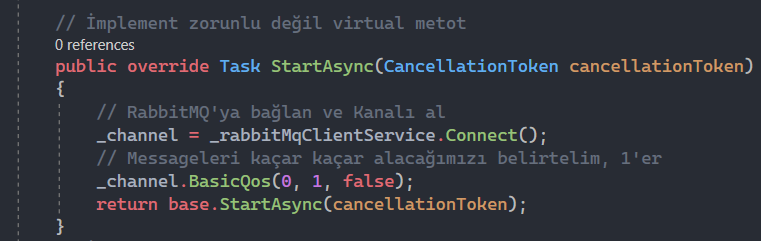 // İmplement zorunlu değil virtual metot
0 references
public override Task StartAsync(CancellationToken cancellationToken)
{
// RabbitMQ'ya bağlan ve Kanalı al
_channel = _rabbitMqClientService.Connect();
// Messageleri kaçar kaçar alacağımızı belirtelim, 1'er
_channel.BasicQos(0, 1, false);
return base.StartAsync(cancellationToken);
}